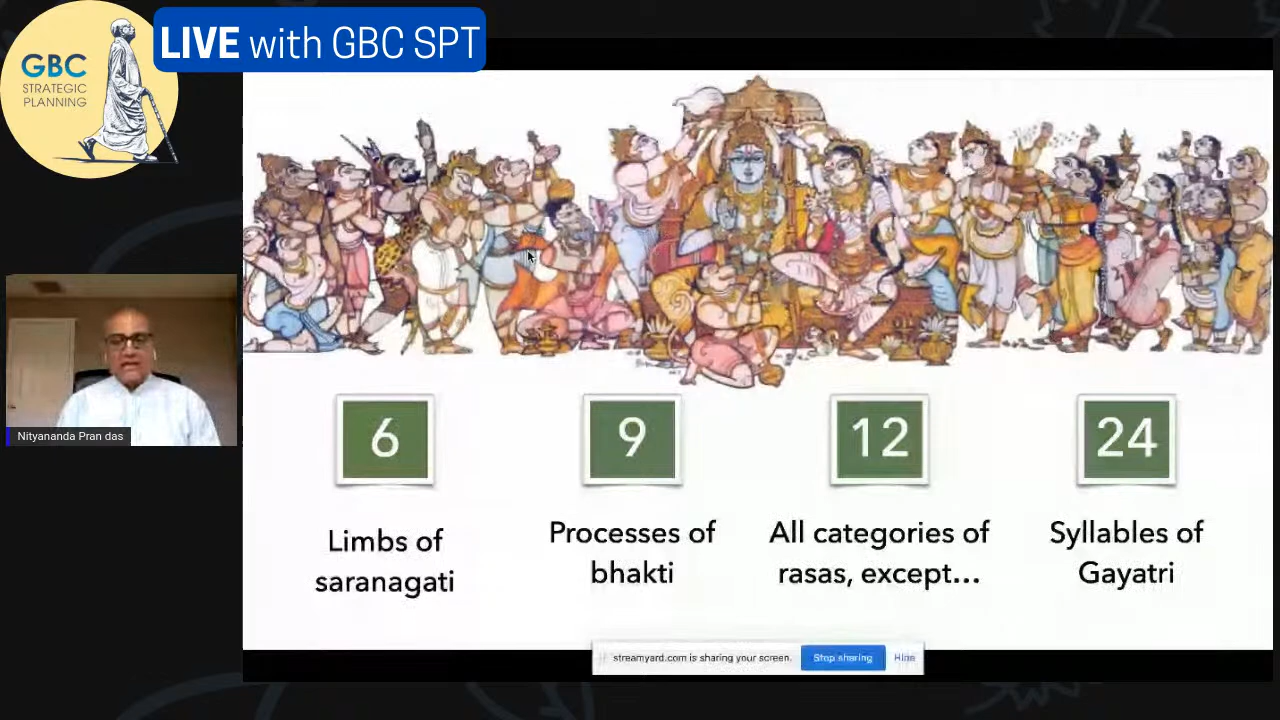 LIVE with GBC SPT
GBC
STRATEGIC
PLANNING
6
Limbs of
saranagati
9
Processes of
bhakti
12
All categories of
rasas, except...
24
Syllables of
Gayatri
Nityananda Pran das
streamyard.com is sharing your screen.
Stop sharing
Hide